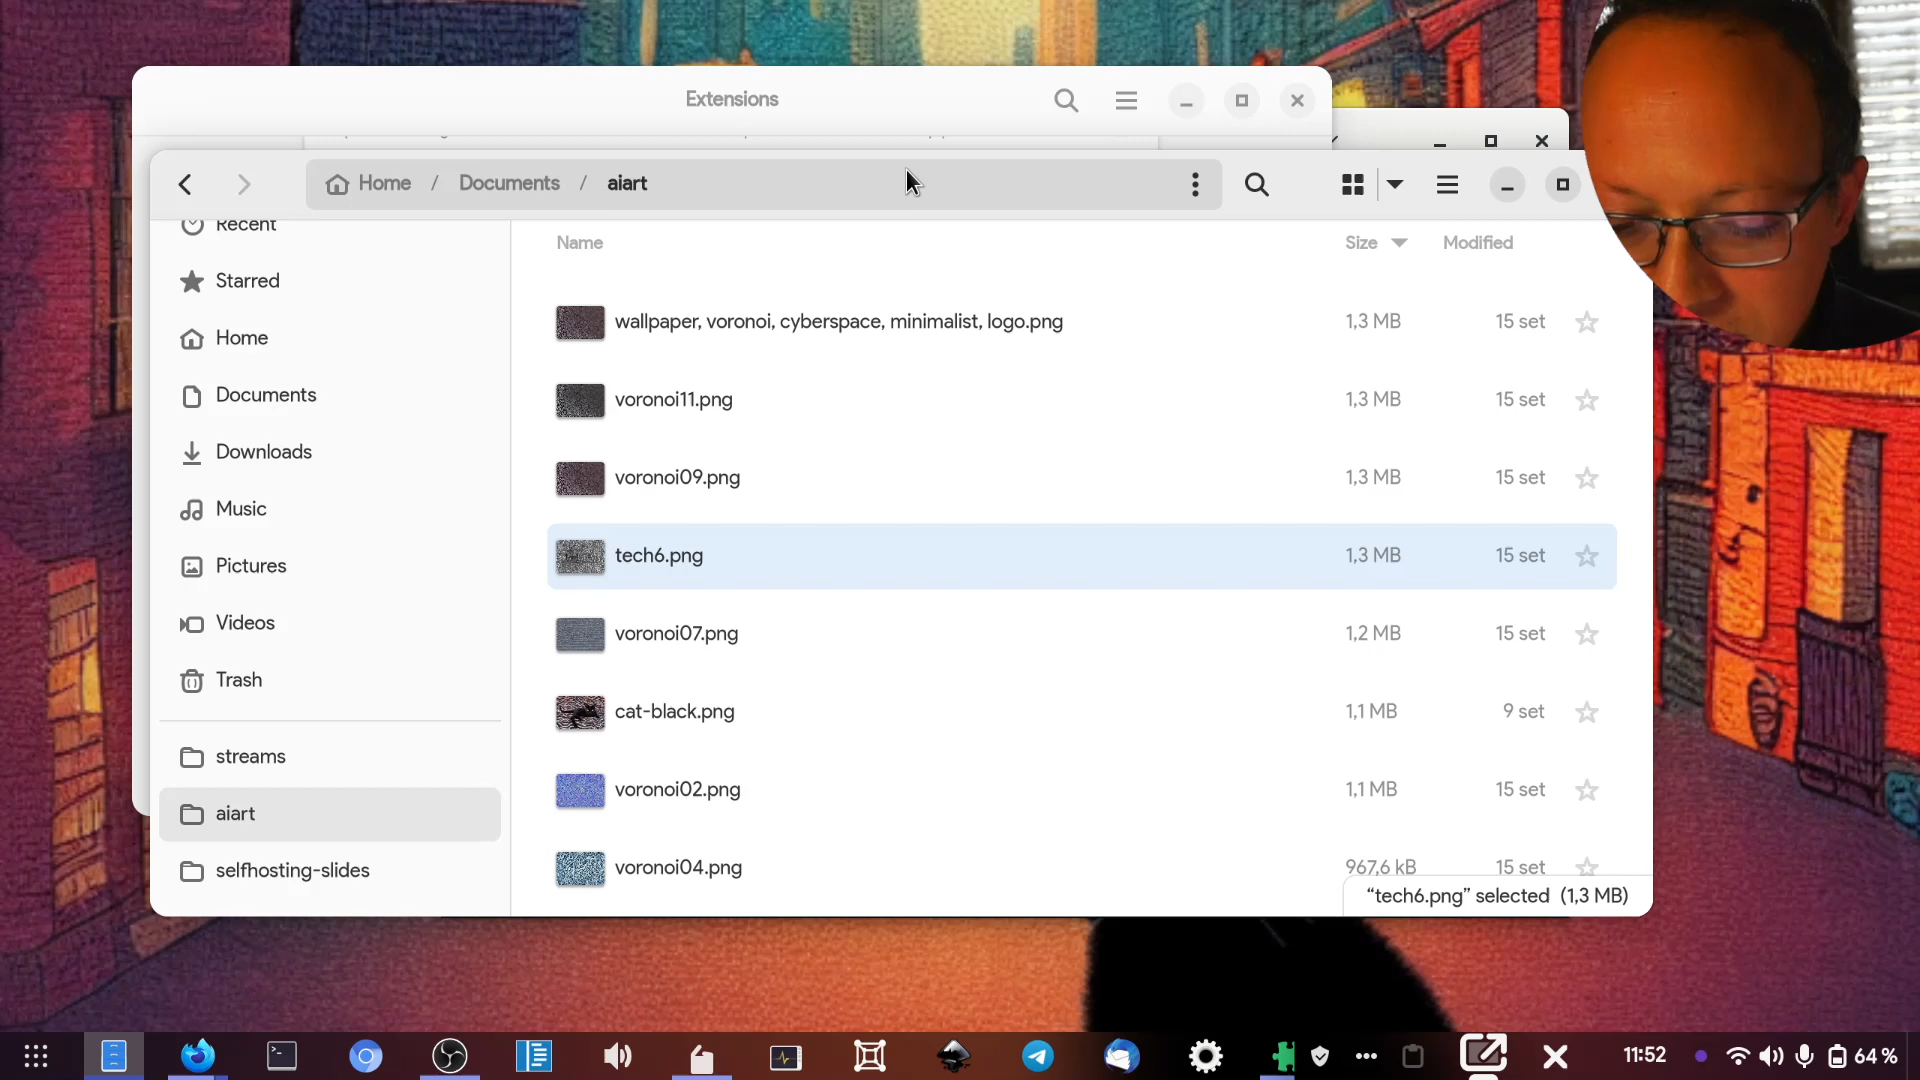 Extensions
Home / Documents / aiart
Recent
Starred
Home
Documents
Downloads
Music
Pictures
Videos
Trash
streams
aiart
selfhosting-slides
Name Size Modified
wallpaper, voronoi, cyberspace, minimalist, logo.png 1,3 MB 15 set
voronoi11.png 1,3 MB 15 set
voronoi09.png 1,3 MB 15 set
tech6.png 1,3 MB 15 set
voronoi07.png 1,2 MB 15 set
cat-black.png 1,1 MB 9 set
voronoi02.png 1,1 MB 15 set
voronoi04.png 967,6 kB 15 set
“tech6.png” selected (1,3 MB)
11:52 64 %